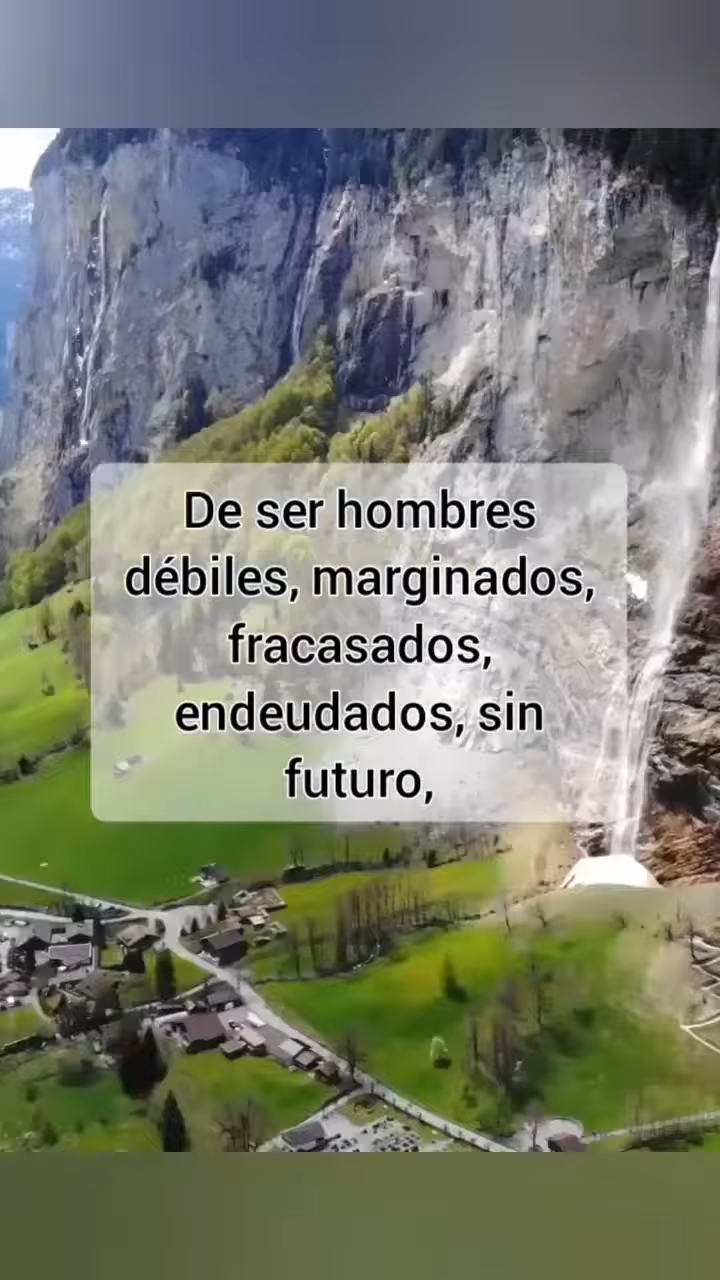 De ser hombres
débiles, marginados,
fracasados,
endeudados, sin
futuro,